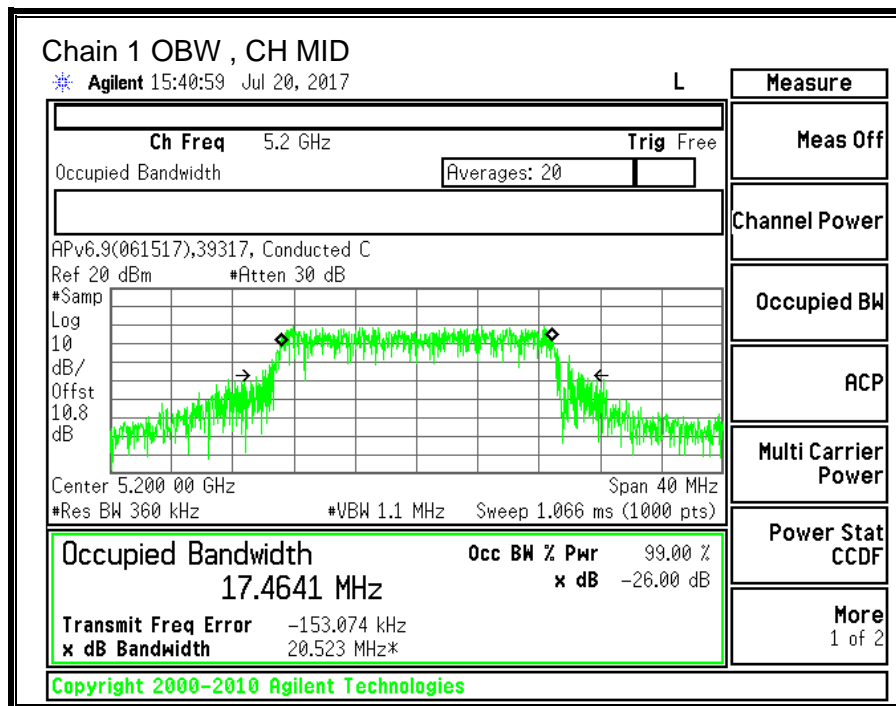 Chain 1 OBW , CH MID
Agilent 15:40:59 Jul 20, 2017 L
Ch Freq 5.2 GHz Trig Free
Occupied Bandwidth Averages: 20
APv6.9(061517),39317, Conducted C
Ref 20 dBm #Atten 30 dB
#Samp
Log
10
dB/
Offst
10.8
dB
Center 5.200 00 GHz Span 40 MHz
#Res BW 360 kHz #VBW 1.1 MHz Sweep 1.066 ms (1000 pts)
Occupied Bandwidth Occ BW % Pwr 99.00 %
17.4641 MHz x dB -26.00 dB
Transmit Freq Error -153.074 kHz
x dB Bandwidth 20.523 MHz*
Copyright 2000-2010 Agilent Technologies
Measure
Meas Off
Channel Power
Occupied BW
ACP
Multi Carrier
Power
Power Stat
CCDF
More
1 of 2